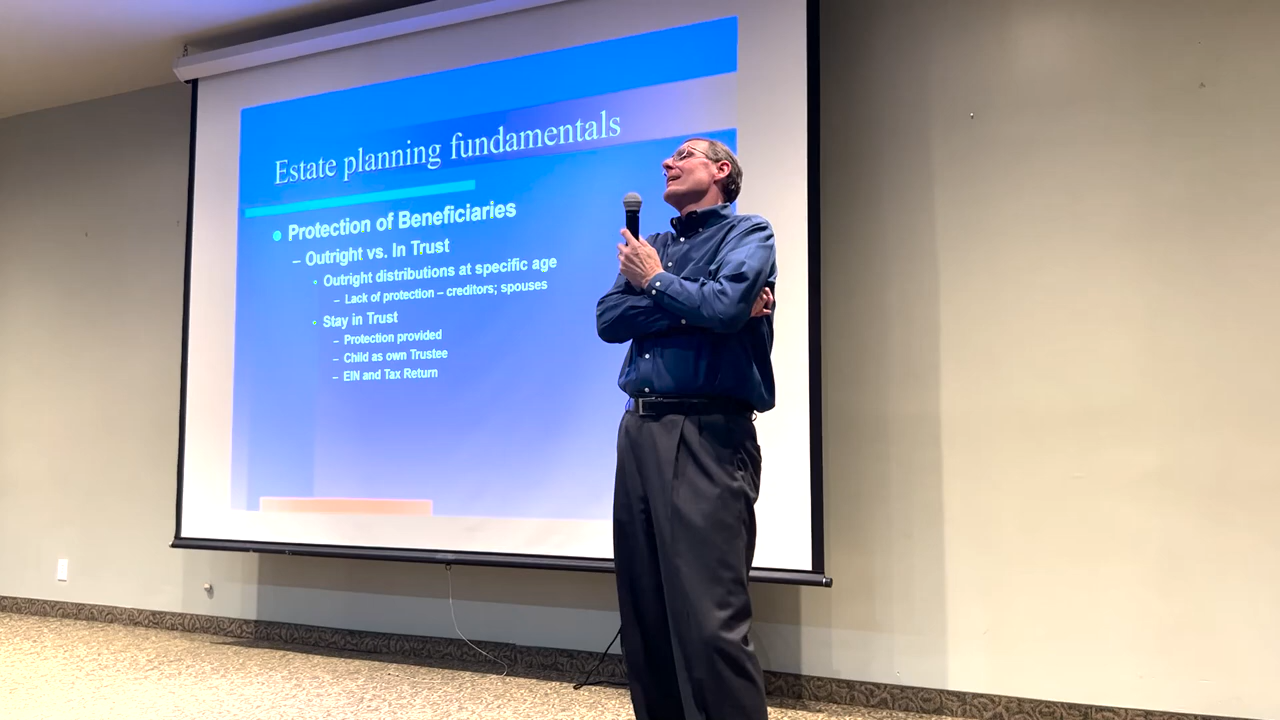 Estate planning fundamentals
Protection of Beneficiaries
– Outright vs. In Trust
Outright distributions at specific age
– Lack of protection – creditors; spouses
Stay in Trust
– Protection provided
– Child as own Trustee
– EIN and Tax Return